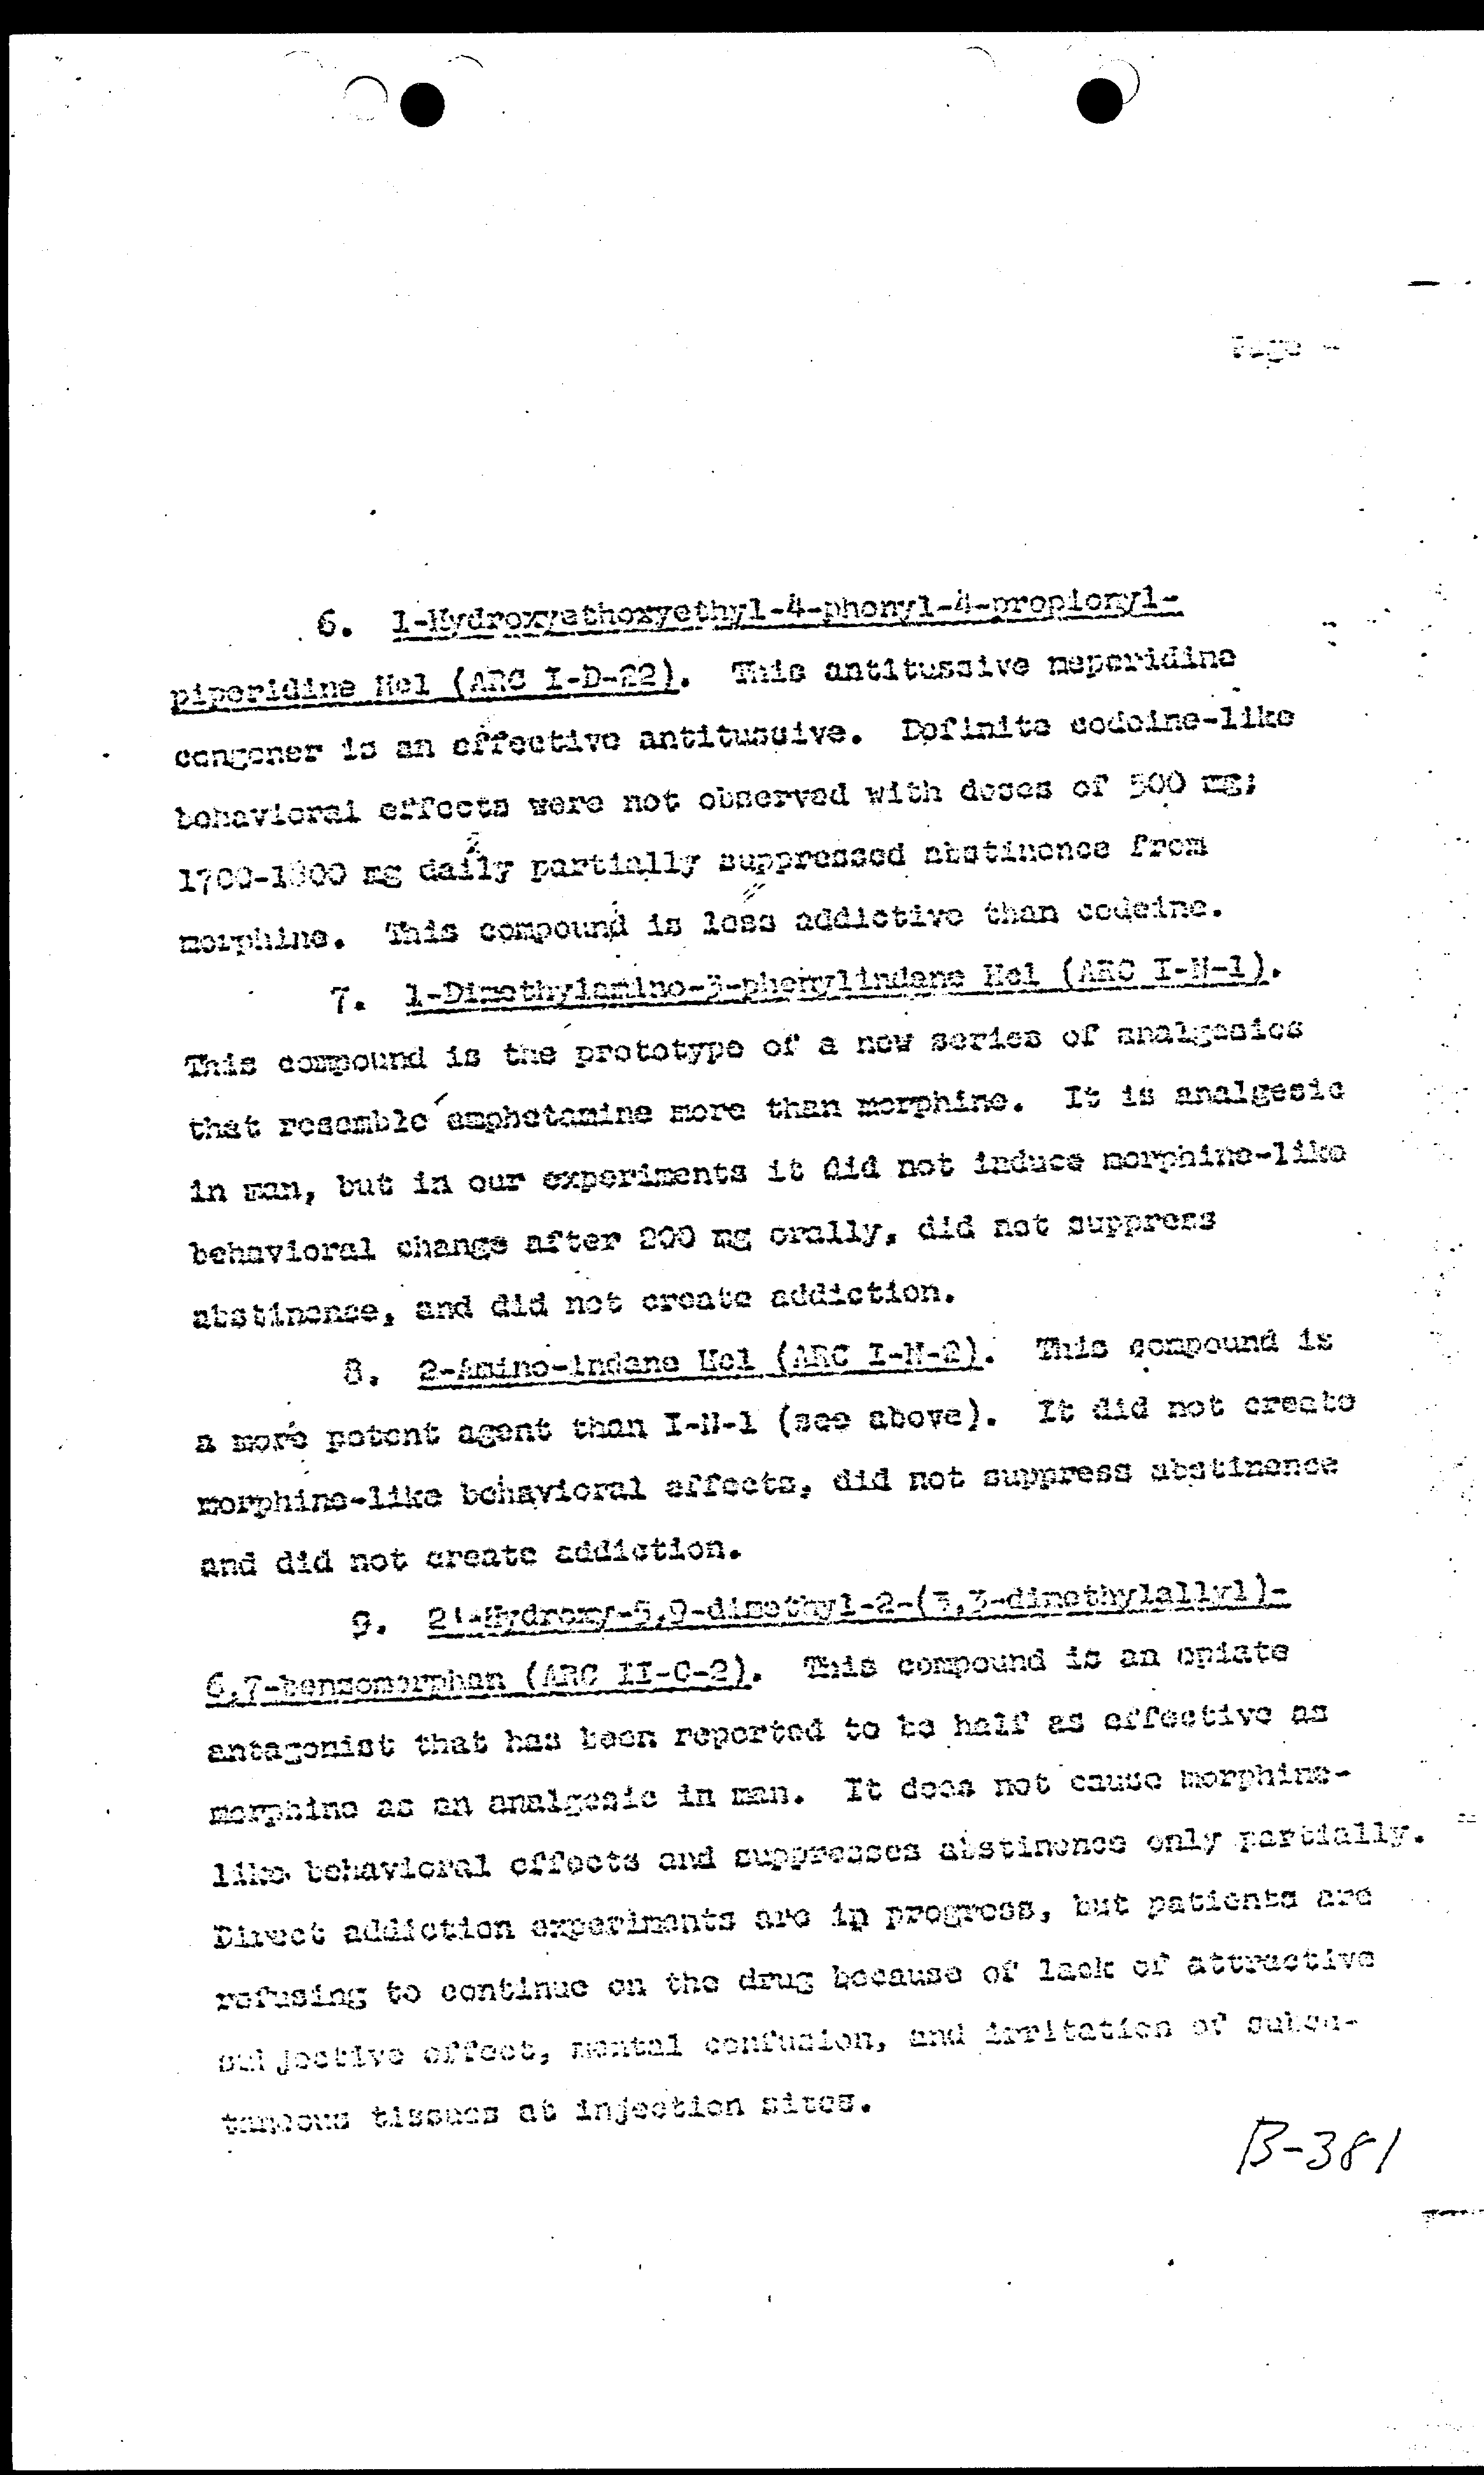 Page
6. 1-Hydroxyethoxyethyl-4-phenyl-4-propionyl-
piperidine Hcl (ARC I-D-22). This antitussive meperidine
congener is an effective antitussive. Definite codeine-like
behavioral effects were not observed with doses of 500 mg;
1700-1800 mg daily partially suppressed abstinence from
morphine. This compound is less addictive than codeine.
7. 1-Dimethylamino-3-phenylindane Hcl (ARC I-N-1).
This compound is the prototype of a new series of analgesics
that resemble amphetamine more than morphine. It is analgesic
in man, but in our experiments it did not induce morphine-like
behavioral change after 200 mg orally, did not suppress
abstinence, and did not create addiction.
8. 2-Amino-indane Hcl (ARC I-N-2). This compound is
a more potent agent than I-N-1 (see above). It did not create
morphine-like behavioral effects, did not suppress abstinence
and did not create addiction.
9. 2'-Hydroxy-5,9-dimethyl-2-(3,3-dimethylallyl)-
6,7-benzomorphan (ARC II-C-2). This compound is an opiate
antagonist that has been reported to be half as effective as
morphine as an analgesic in man. It does not cause morphine-
like behavioral effects and suppresses abstinence only partially.
Direct addiction experiments are in progress, but patients are
refusing to continue on the drug because of lack of attractive
subjective effect, mental confusion, and irritation of subcu-
taneous tissues at injection sites.
B-381